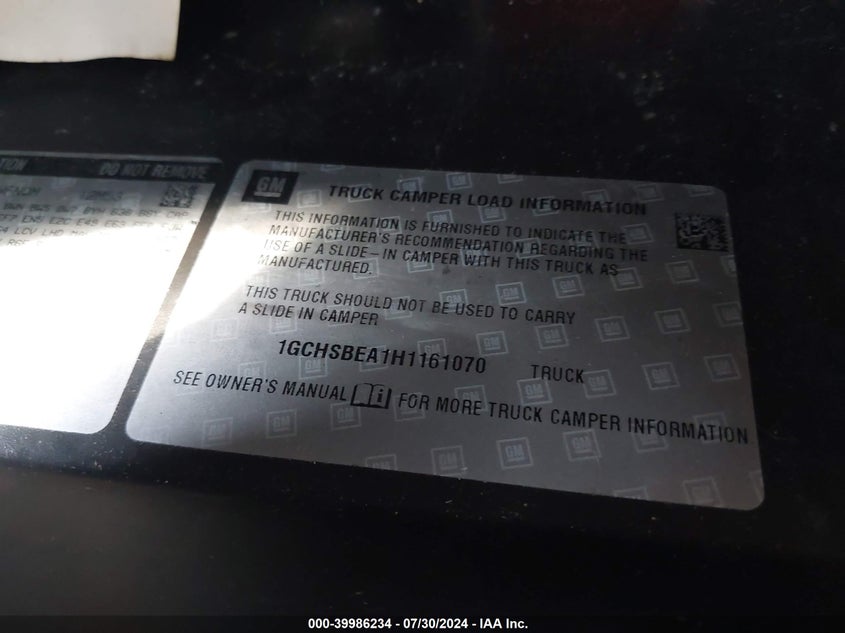 DO NOT REMOVE
GM
TRUCK CAMPER LOAD INFORMATION
THIS INFORMATION IS FURNISHED TO INDICATE THE
MANUFACTURER'S RECOMMENDATION REGARDING THE
USE OF A SLIDE-IN CAMPER WITH THIS TRUCK AS
MANUFACTURED.
THIS TRUCK SHOULD NOT BE USED TO CARRY
A SLIDE IN CAMPER
1GCHSBEA1H1161070 TRUCK
SEE OWNER'S MANUAL FOR MORE TRUCK CAMPER INFORMATION
000-39986234 - 07/30/2024 - IAA Inc.